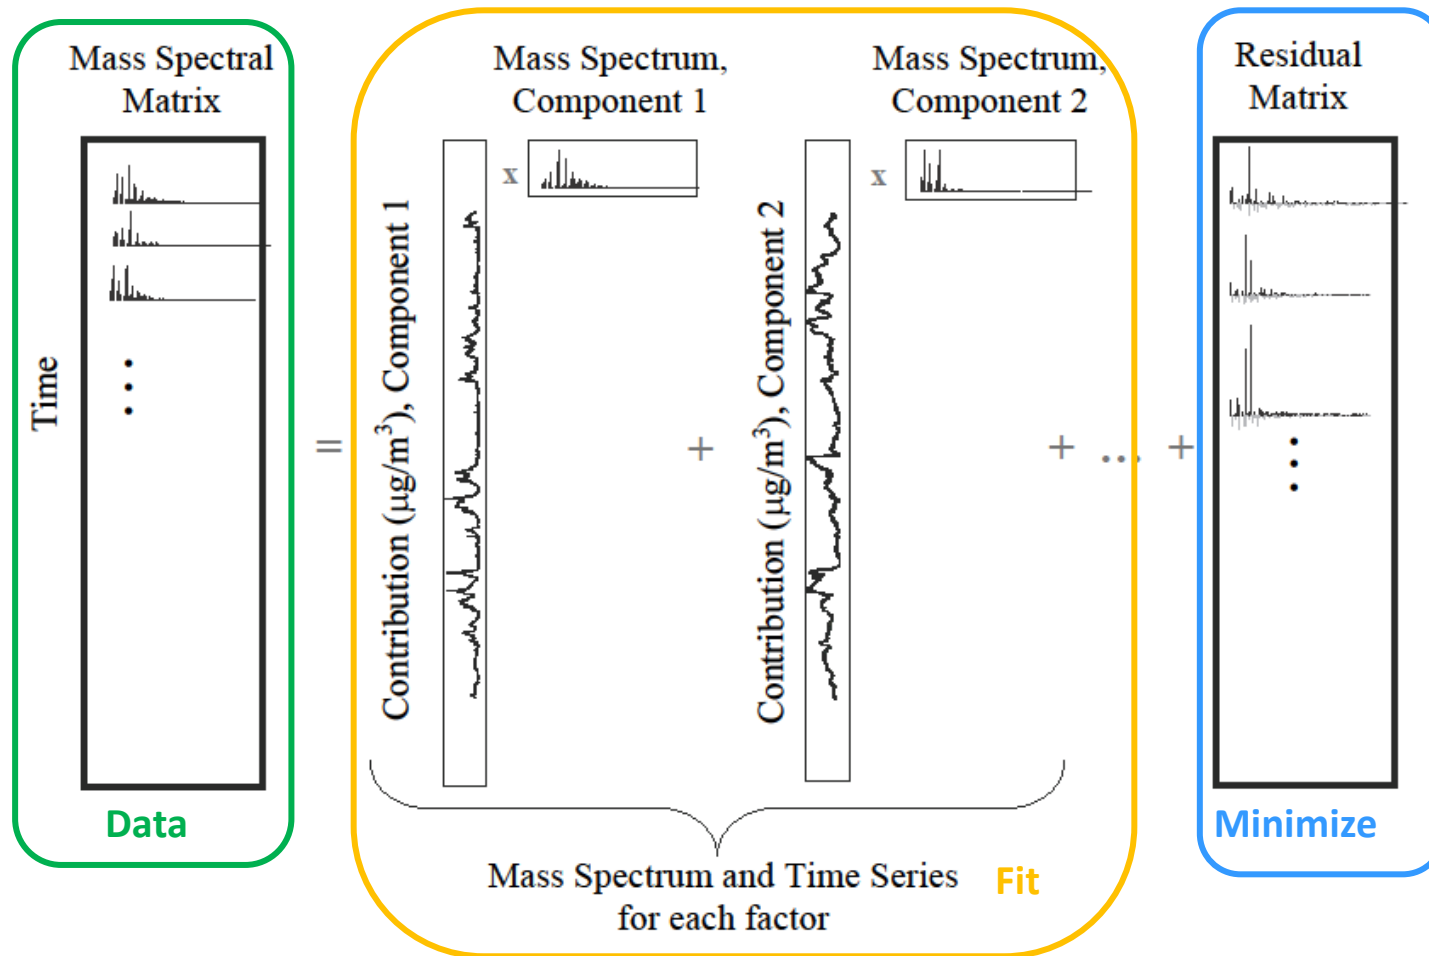 Mass Spectral
Matrix
Time
Data
=
Mass Spectrum,
Component 1
Contribution (μg/m³), Component 1
x
+
Mass Spectrum,
Component 2
Contribution (μg/m³), Component 2
x
+ ... +
Mass Spectrum and Time Series
for each factor
Fit
Residual
Matrix
Minimize